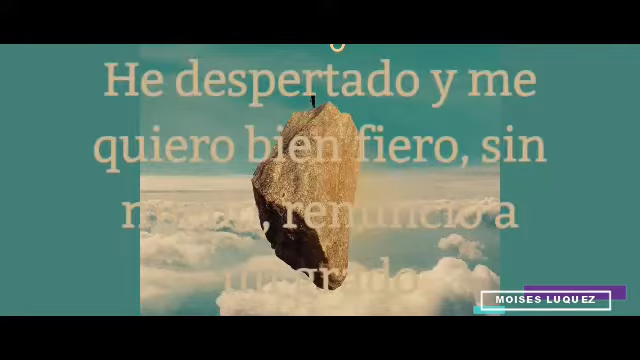 He despertado y me
quiero bien fiero, sin
renuncio a
MOISES LUQUEZ